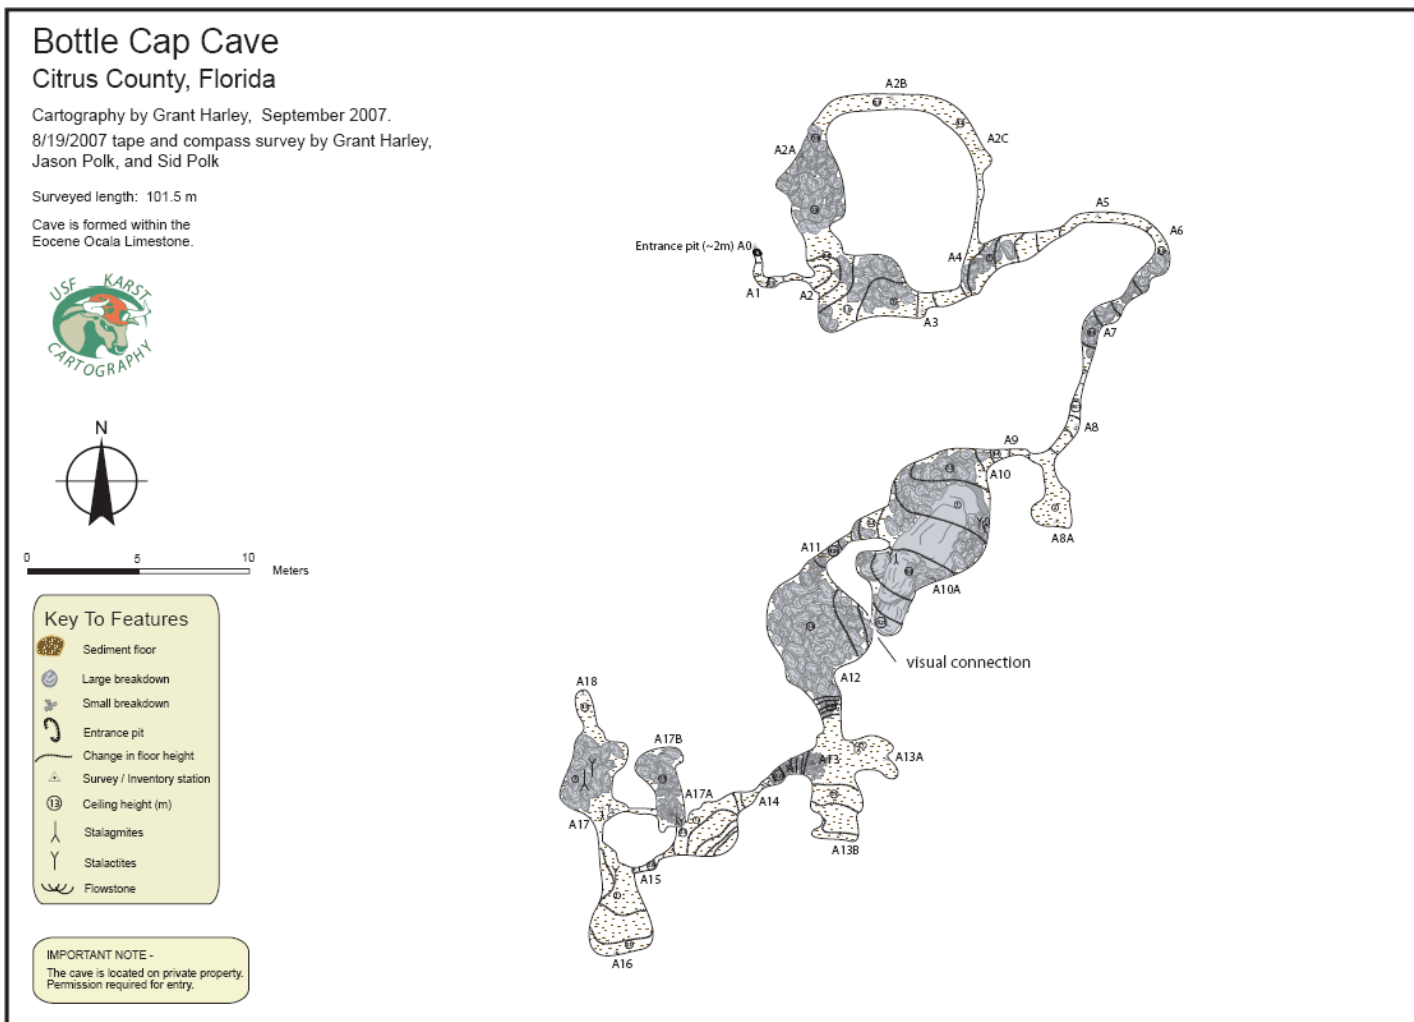 Bottle Cap Cave
Citrus County, Florida
Cartography by Grant Harley, September 2007.
8/19/2007 tape and compass survey by Grant Harley,
Jason Polk, and Sid Polk
Surveyed length: 101.5 m
Cave is formed within the
Eocene Ocala Limestone.
USF KARST
CARTOGRAPHY
N
0 5 10
Meters
Key To Features
Sediment floor
Large breakdown
Small breakdown
Entrance pit
Change in floor height
Survey / Inventory station
13 Ceiling height (m)
Stalagmites
Stalactites
Flowstone
IMPORTANT NOTE -
The cave is located on private property.
Permission required for entry.
A2B
A2C
A2A
A5
A6
Entrance pit (~2m) A0
A4
A1
A2
A3
A7
A8
A9
A10
A8A
A11
A10A
visual connection
A12
A18
A17B
A13
A13A
A17A
A14
A17
A13B
A15
A16